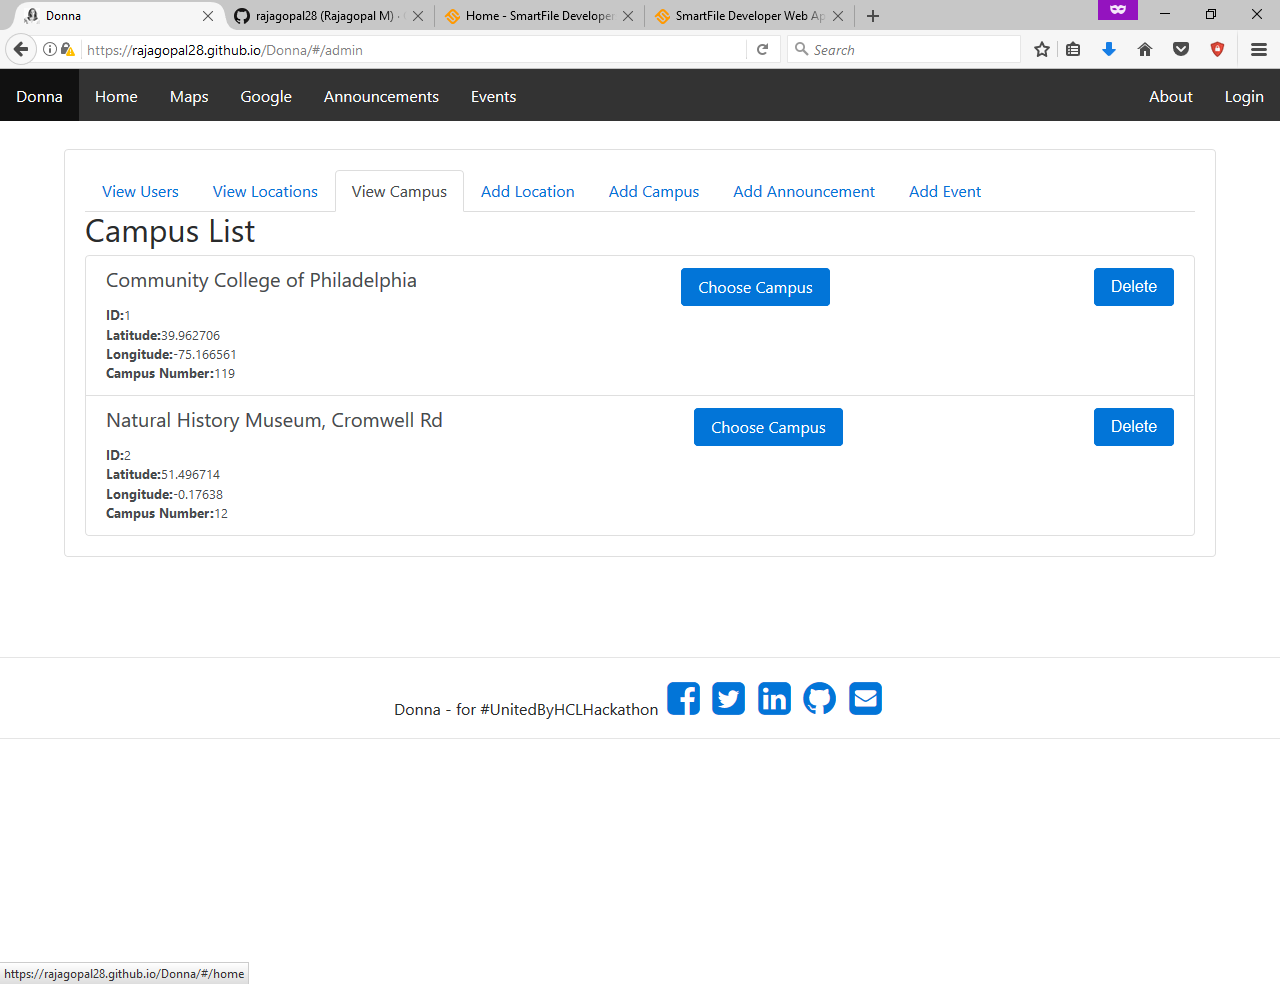 Donna
rajagopal28 (Rajagopal M) ·
Home - SmartFile Developer
SmartFile Developer Web Ap
https://rajagopal28.github.io/Donna/#/admin
Search
Donna Home Maps Google Announcements Events About Login
View Users View Locations View Campus Add Location Add Campus Add Announcement Add Event
Campus List
Community College of Philadelphia Choose Campus Delete
ID:1
Latitude:39.962706
Longitude:-75.166561
Campus Number:119
Natural History Museum, Cromwell Rd Choose Campus Delete
ID:2
Latitude:51.496714
Longitude:-0.17638
Campus Number:12
Donna - for #UnitedByHCLHackathon
https://rajagopal28.github.io/Donna/#/home